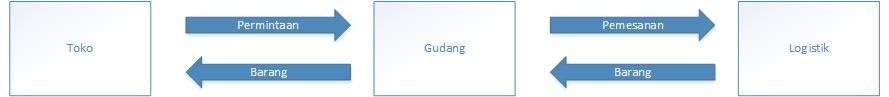 Toko
Permintaan
Barang
Gudang
Pemesanan
Barang
Logistik